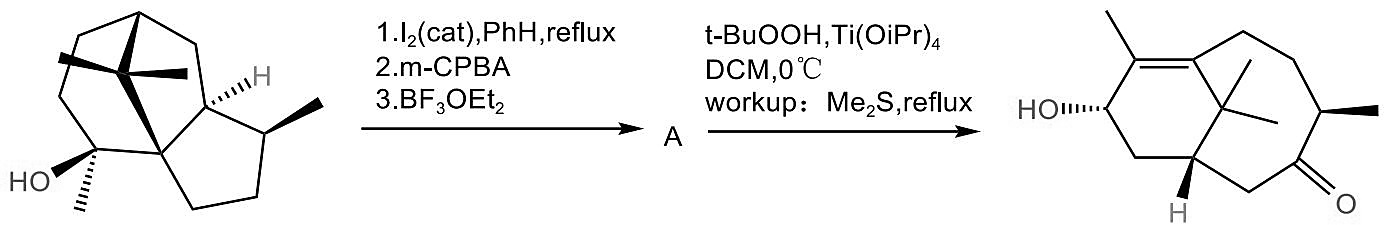 1.I₂(cat),PhH,reflux
2.m-CPBA
3.BF₃OEt₂
t-BuOOH,Ti(OiPr)₄
DCM,0℃
workup：Me₂S,reflux
H
HO
A
HO
H
O